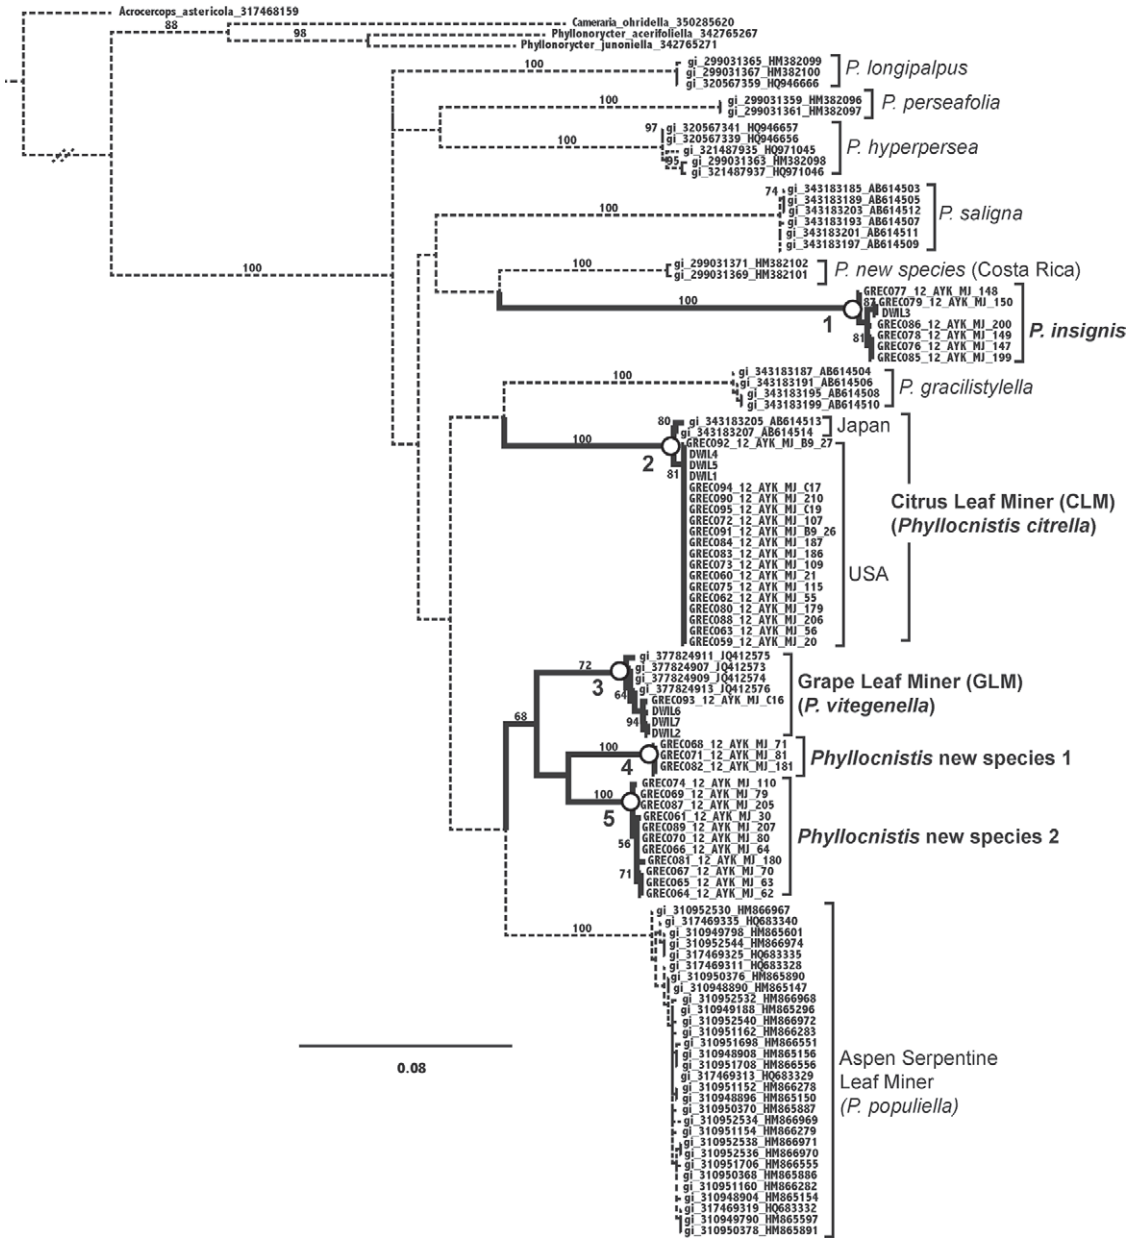 Acrocercops_astericola_317468159
88
Cameraria_ohridella_350285620
98
Phyllonorycter_acerifoliella_342765267
Phyllonorycter_junoniella_342765271
100
gi_299031365_HM382099
gi_299031367_HM382100
gi_320567359_HQ946666
P. longipalpus
100
gi_299031359_HM382096
gi_299031361_HM382097
P. perseafolia
97
100
gi_320567341_HQ946657
gi_320567339_HQ946656
gi_321487935_HQ971045
95
gi_299031363_HM382098
gi_321487937_HQ971046
P. hyperpersea
74
100
gi_343183185_AB614503
gi_343183189_AB614505
gi_343183203_AB614512
gi_343183193_AB614507
gi_343183201_AB614511
gi_343183197_AB614509
P. saligna
100
100
gi_299031371_HM382102
gi_299031369_HM382101
P. new species (Costa Rica)
100
1
GREC077_12_AYK_MJ_148
87
GREC079_12_AYK_MJ_150
DWIL3
GREC086_12_AYK_MJ_200
81
GREC078_12_AYK_MJ_149
GREC076_12_AYK_MJ_147
GREC085_12_AYK_MJ_199
P. insignis
100
gi_343183187_AB614504
gi_343183191_AB614506
gi_343183195_AB614508
gi_343183199_AB614510
P. gracilistylella
80
gi_343183205_AB614513
gi_343183207_AB614514
Japan
100
2
81
GREC092_12_AYK_MJ_B9_27
DWIL4
DWIL5
DWIL1
GREC094_12_AYK_MJ_C17
GREC090_12_AYK_MJ_210
GREC095_12_AYK_MJ_C19
GREC072_12_AYK_MJ_107
GREC091_12_AYK_MJ_B9_26
GREC084_12_AYK_MJ_187
GREC083_12_AYK_MJ_186
GREC073_12_AYK_MJ_109
GREC060_12_AYK_MJ_21
GREC075_12_AYK_MJ_115
GREC062_12_AYK_MJ_55
GREC080_12_AYK_MJ_179
GREC088_12_AYK_MJ_206
GREC063_12_AYK_MJ_56
GREC059_12_AYK_MJ_20
USA
Citrus Leaf Miner (CLM)
(Phyllocnistis citrella)
68
72
3
gi_377824911_JQ412575
gi_377824907_JQ412573
gi_377824909_JQ412574
64
gi_377824913_JQ412576
GREC093_12_AYK_MJ_C16
DWIL6
94
DWIL7
DWIL2
Grape Leaf Miner (GLM)
(P. vitegenella)
100
4
GREC068_12_AYK_MJ_71
GREC071_12_AYK_MJ_81
GREC082_12_AYK_MJ_181
Phyllocnistis new species 1
100
5
GREC074_12_AYK_MJ_110
GREC069_12_AYK_MJ_79
GREC087_12_AYK_MJ_205
GREC061_12_AYK_MJ_30
GREC089_12_AYK_MJ_207
56
GREC070_12_AYK_MJ_80
GREC066_12_AYK_MJ_64
GREC081_12_AYK_MJ_180
71
GREC067_12_AYK_MJ_70
GREC065_12_AYK_MJ_63
GREC064_12_AYK_MJ_62
Phyllocnistis new species 2
100
gi_310952530_HM866967
gi_317469335_HQ683340
gi_310949798_HM865601
gi_310952544_HM866974
gi_317469325_HQ683335
gi_317469311_HQ683328
gi_310950376_HM865890
gi_310948890_HM865147
gi_310952532_HM866968
gi_310949188_HM865296
gi_310952540_HM866972
gi_310951162_HM866283
gi_310951698_HM866551
gi_310948908_HM865156
gi_310951708_HM866556
gi_317469313_HQ683329
gi_310951152_HM866278
gi_310948896_HM865150
gi_310950370_HM865887
gi_310952534_HM866969
gi_310951154_HM866279
gi_310952538_HM866971
gi_310952536_HM866970
gi_310951706_HM866555
gi_310950368_HM865886
gi_310951160_HM866282
gi_310948904_HM865154
gi_317469319_HQ683332
gi_310949790_HM865597
gi_310950378_HM865891
Aspen Serpentine
Leaf Miner
(P. populiella)
0.08